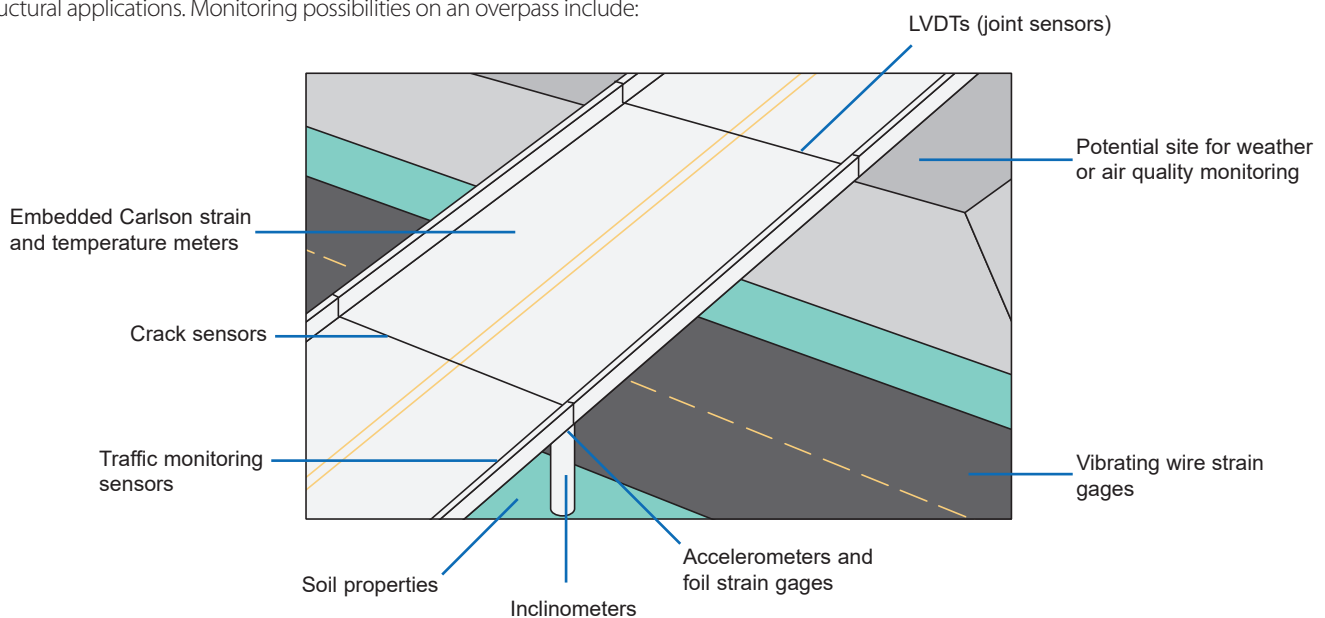 uctural applications. Monitoring possibilities on an overpass include:
LVDTs (joint sensors)
Potential site for weather
or air quality monitoring
Embedded Carlson strain
and temperature meters
Crack sensors
Traffic monitoring
sensors
Vibrating wire strain
gages
Accelerometers and
foil strain gages
Soil properties
Inclinometers